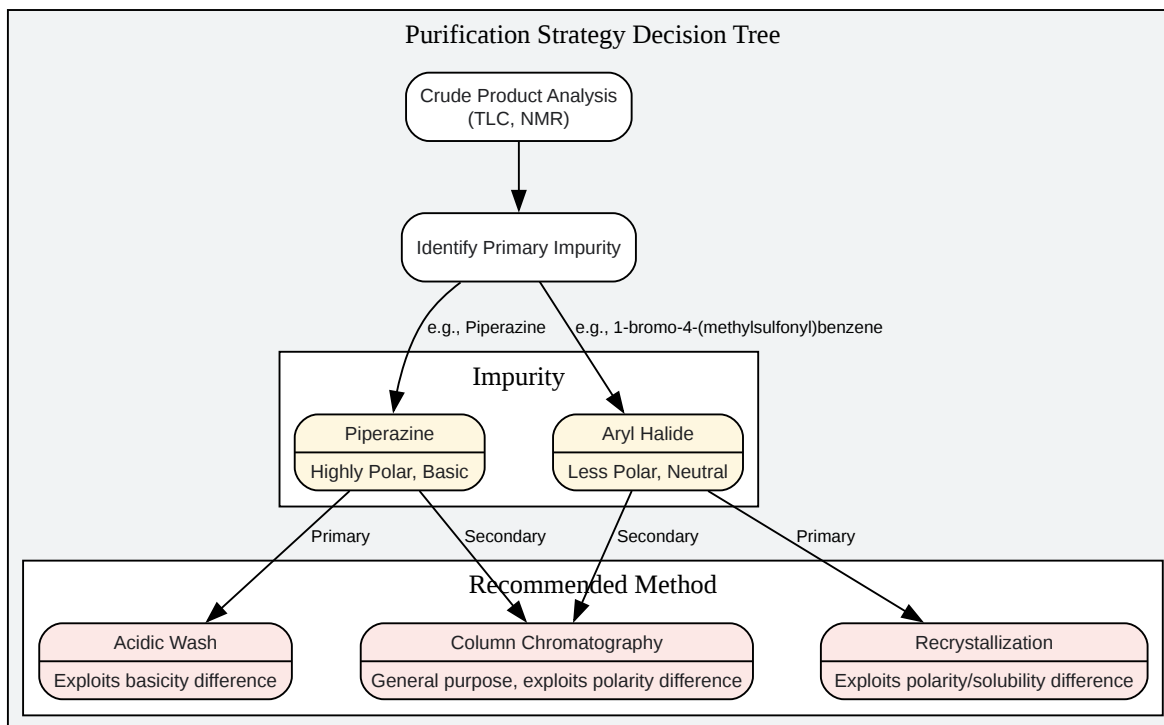 Purification Strategy Decision Tree
Crude Product Analysis
(TLC, NMR)
Identify Primary Impurity
e.g., Piperazine
e.g., 1-bromo-4-(methylsulfonyl)benzene
Impurity
Piperazine
Highly Polar, Basic
Aryl Halide
Less Polar, Neutral
Primary
Secondary
Secondary
Primary
Recommended Method
Acidic Wash
Exploits basicity difference
Column Chromatography
General purpose, exploits polarity difference
Recrystallization
Exploits polarity/solubility difference